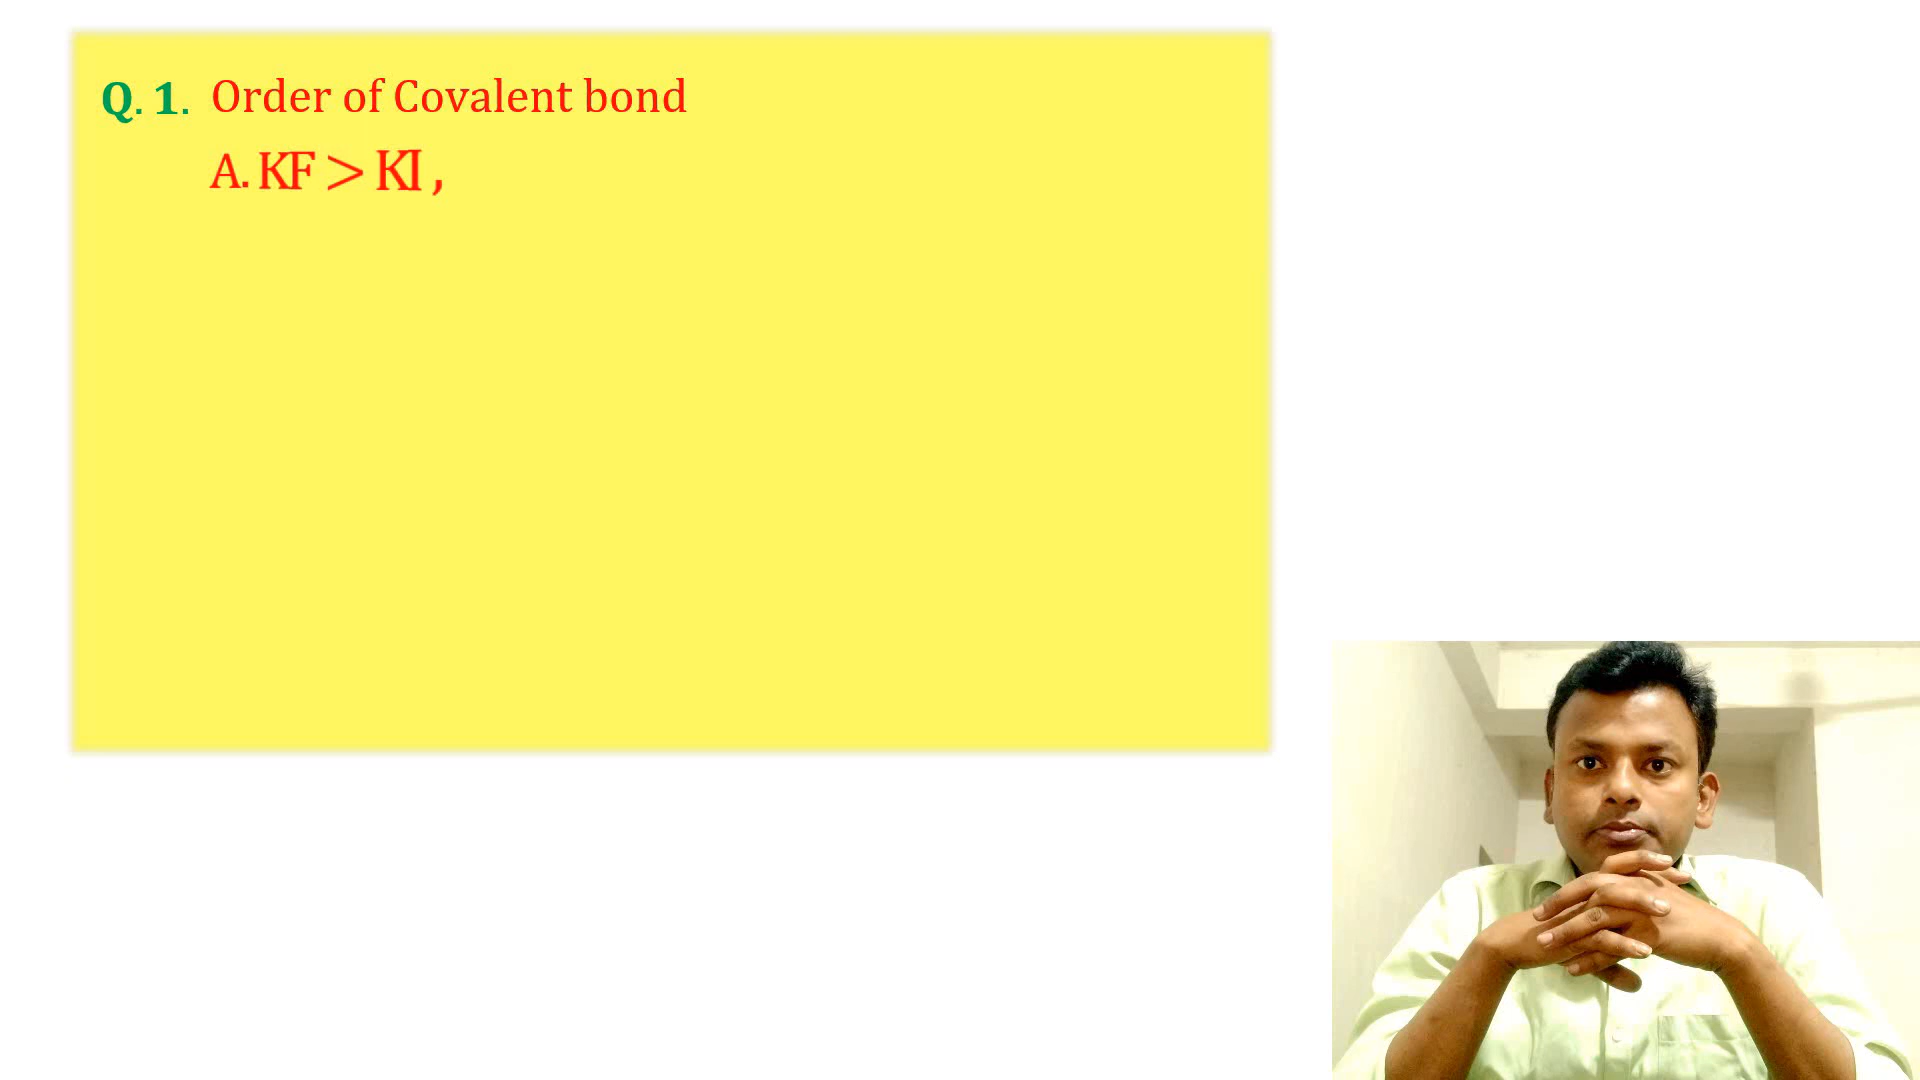 Q. 1. Order of Covalent bond
A. KF > KI ,